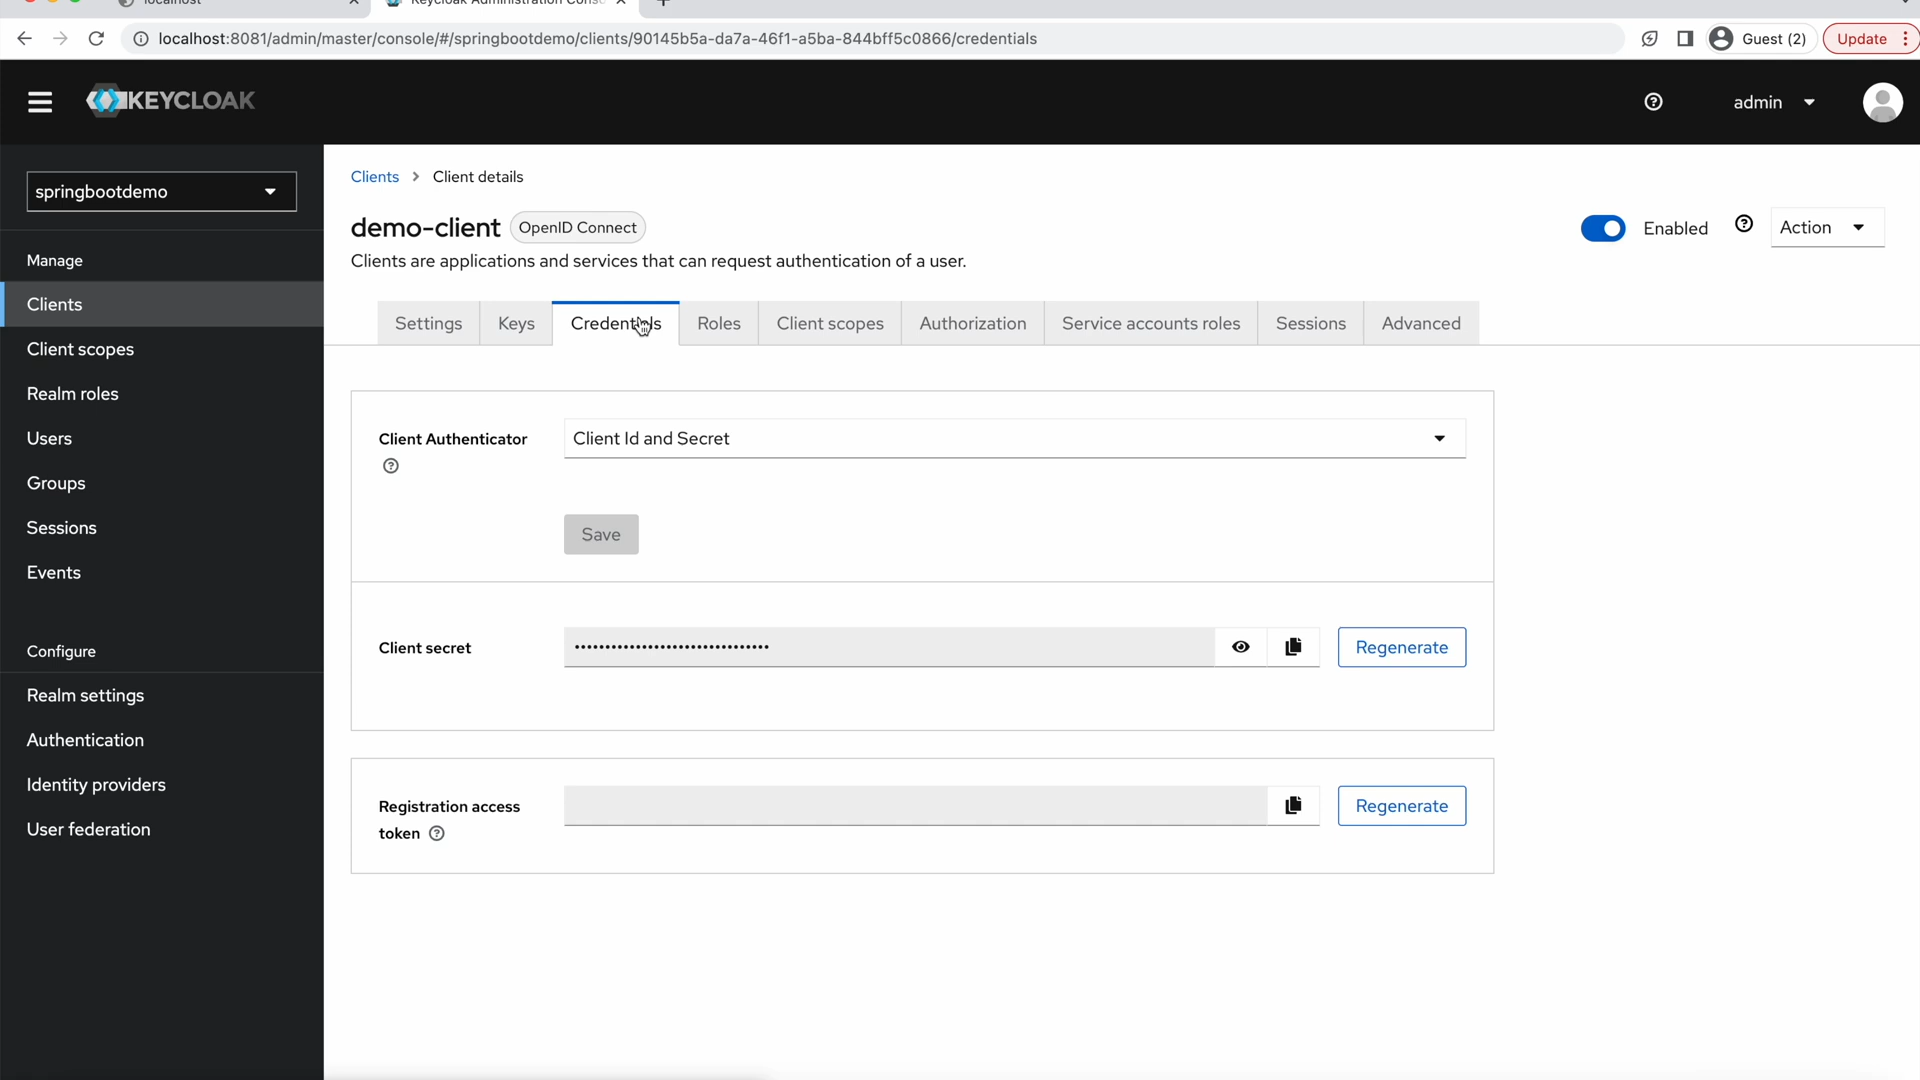 localhost
Keycloak Administration Conso
localhost:8081/admin/master/console/#/springbootdemo/clients/90145b5a-da7a-46f1-a5ba-844bff5c0866/credentials
Guest (2)
Update
KEYCLOAK
admin
springbootdemo
Manage
Clients
Client scopes
Realm roles
Users
Groups
Sessions
Events
Configure
Realm settings
Authentication
Identity providers
User federation
Clients > Client details
demo-client OpenID Connect
Enabled
Action
Clients are applications and services that can request authentication of a user.
Settings Keys Credentials Roles Client scopes Authorization Service accounts roles Sessions Advanced
Client Authenticator
Client Id and Secret
Save
Client secret
••••••••••••••••••••••••••••••••
Regenerate
Registration access
token
Regenerate